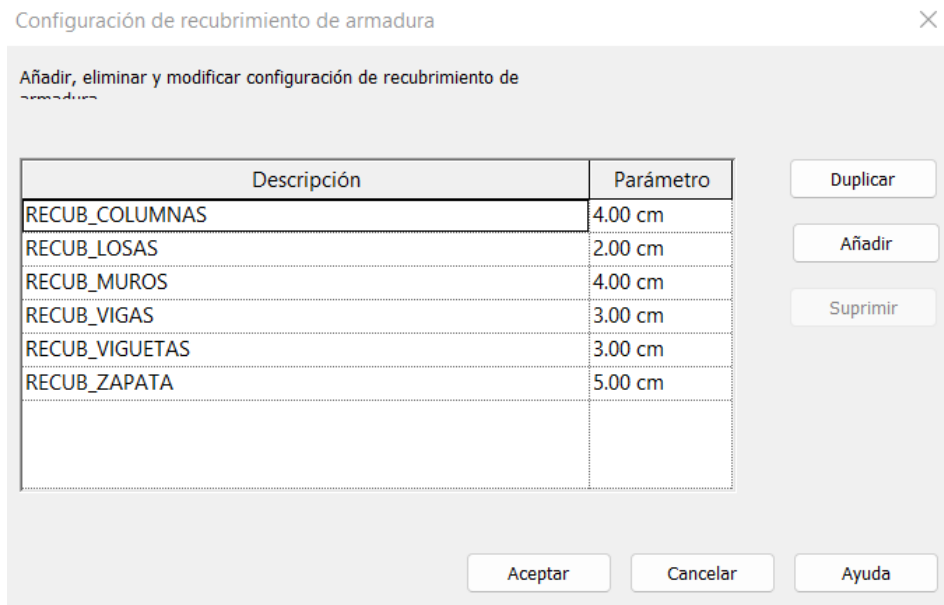 Configuración de recubrimiento de armadura
Añadir, eliminar y modificar configuración de recubrimiento de
armadura
Descripción Parámetro
RECUB_COLUMNAS 4.00 cm
RECUB_LOSAS 2.00 cm
RECUB_MUROS 4.00 cm
RECUB_VIGAS 3.00 cm
RECUB_VIGUETAS 3.00 cm
RECUB_ZAPATA 5.00 cm
Duplicar
Añadir
Suprimir
Aceptar Cancelar Ayuda